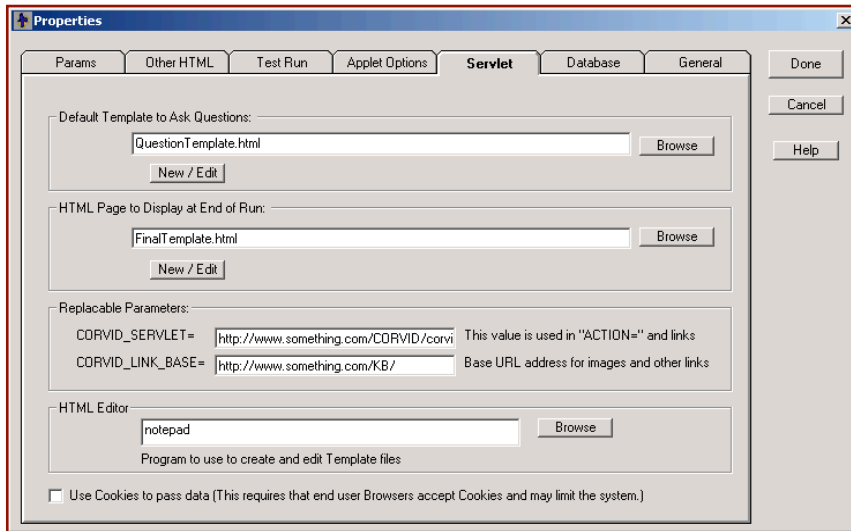 Properties
Params Other HTML Test Run Applet Options Servlet Database General
Done
Cancel
Help
Default Template to Ask Questions:
QuestionTemplate.html Browse
New / Edit
HTML Page to Display at End of Run:
FinalTemplate.html Browse
New / Edit
Replacable Parameters:
CORVID_SERVLET= http://www.something.com/CORVID/corvi This value is used in "ACTION=" and links
CORVID_LINK_BASE= http://www.something.com/KB/ Base URL address for images and other links
HTML Editor
notepad Browse
Program to use to create and edit Template files
Use Cookies to pass data (This requires that end user Browsers accept Cookies and may limit the system.)